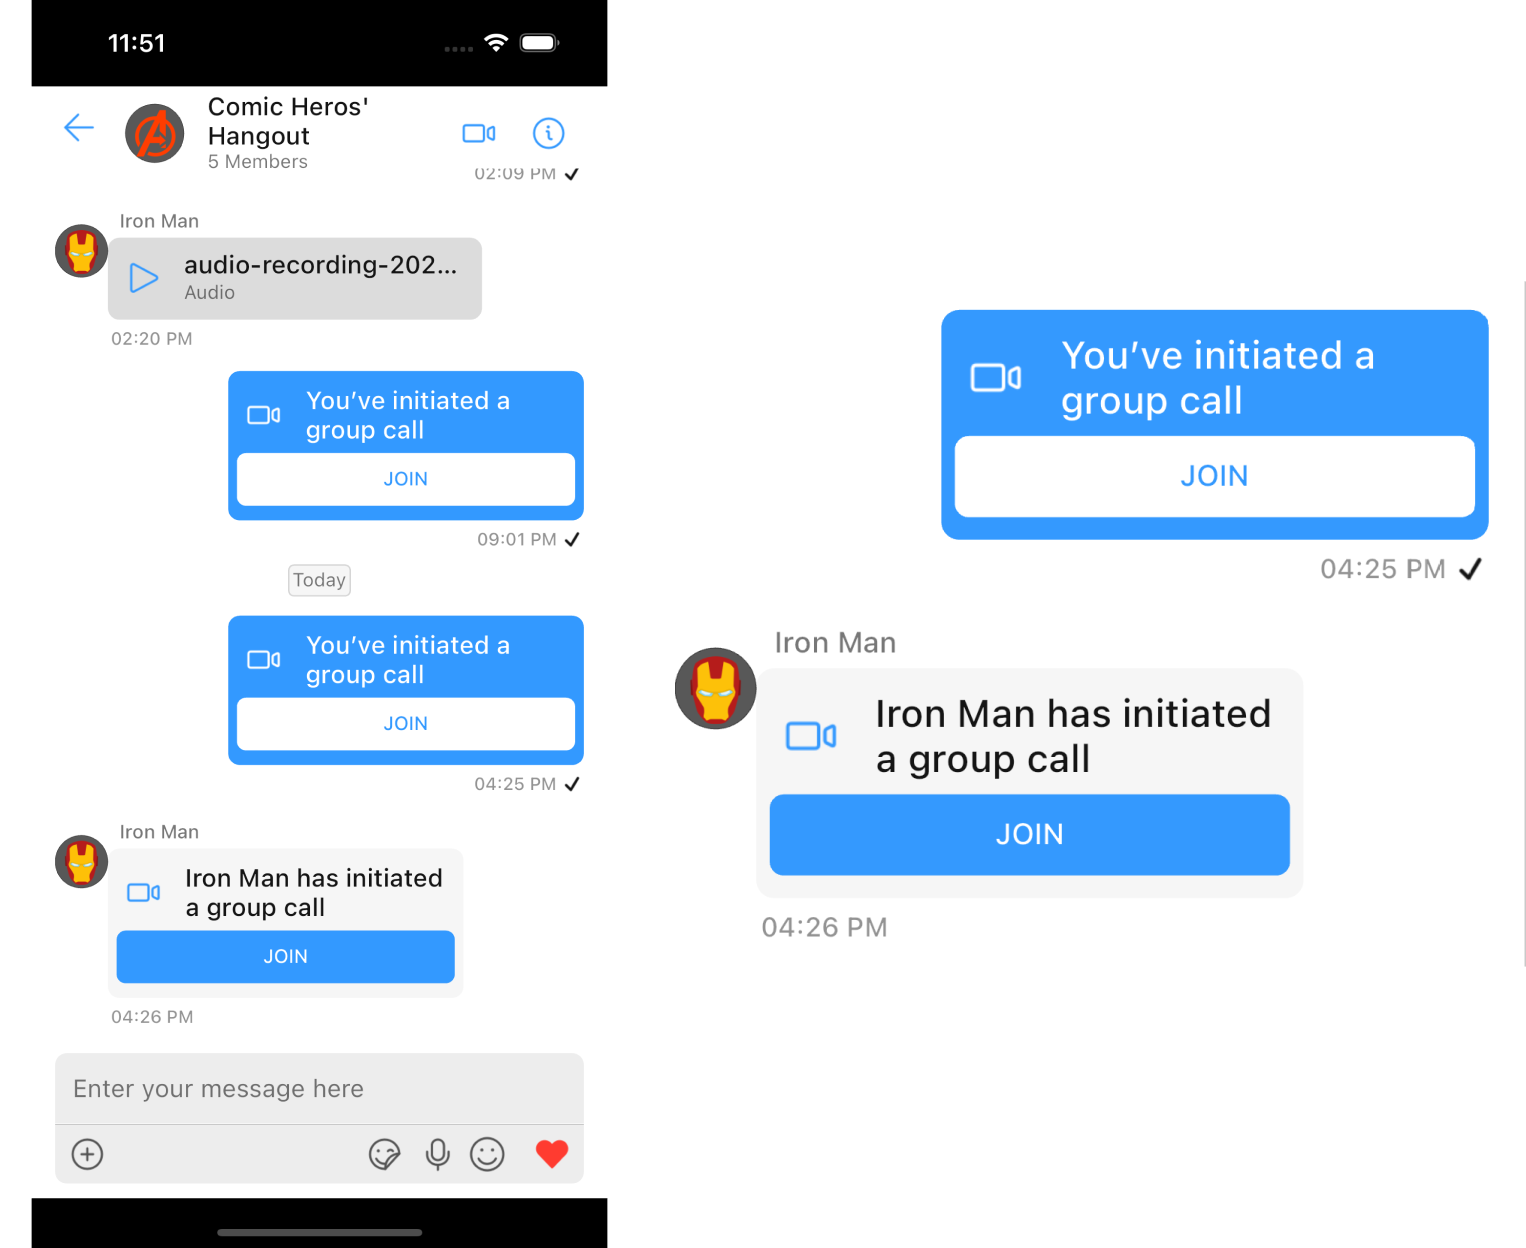 11:51
Comic Heros'
Hangout
5 Members
02:09 PM
Iron Man
audio-recording-202...
Audio
02:20 PM
You’ve initiated a
group call
JOIN
09:01 PM
Today
You’ve initiated a
group call
JOIN
04:25 PM
Iron Man
Iron Man has initiated
a group call
JOIN
04:26 PM
Enter your message here
You’ve initiated a
group call
JOIN
04:25 PM
Iron Man
Iron Man has initiated
a group call
JOIN
04:26 PM